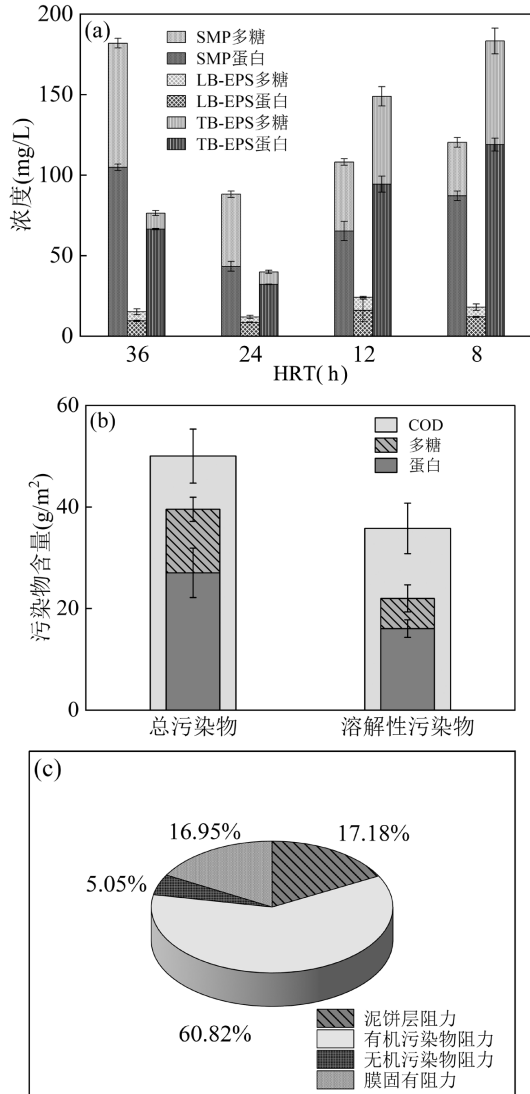 (a)
200
150
100
50
0
浓度(mg/L)
SMP多糖
SMP蛋白
LB-EPS多糖
LB-EPS蛋白
TB-EPS多糖
TB-EPS蛋白
36 24 12 8
HRT(h)
(b)
60
40
20
0
污染物含量(g/m²)
COD
多糖
蛋白
总污染物 溶解性污染物
(c)
16.95% 17.18%
5.05%
60.82%
泥饼层阻力
有机污染物阻力
无机污染物阻力
膜固有阻力